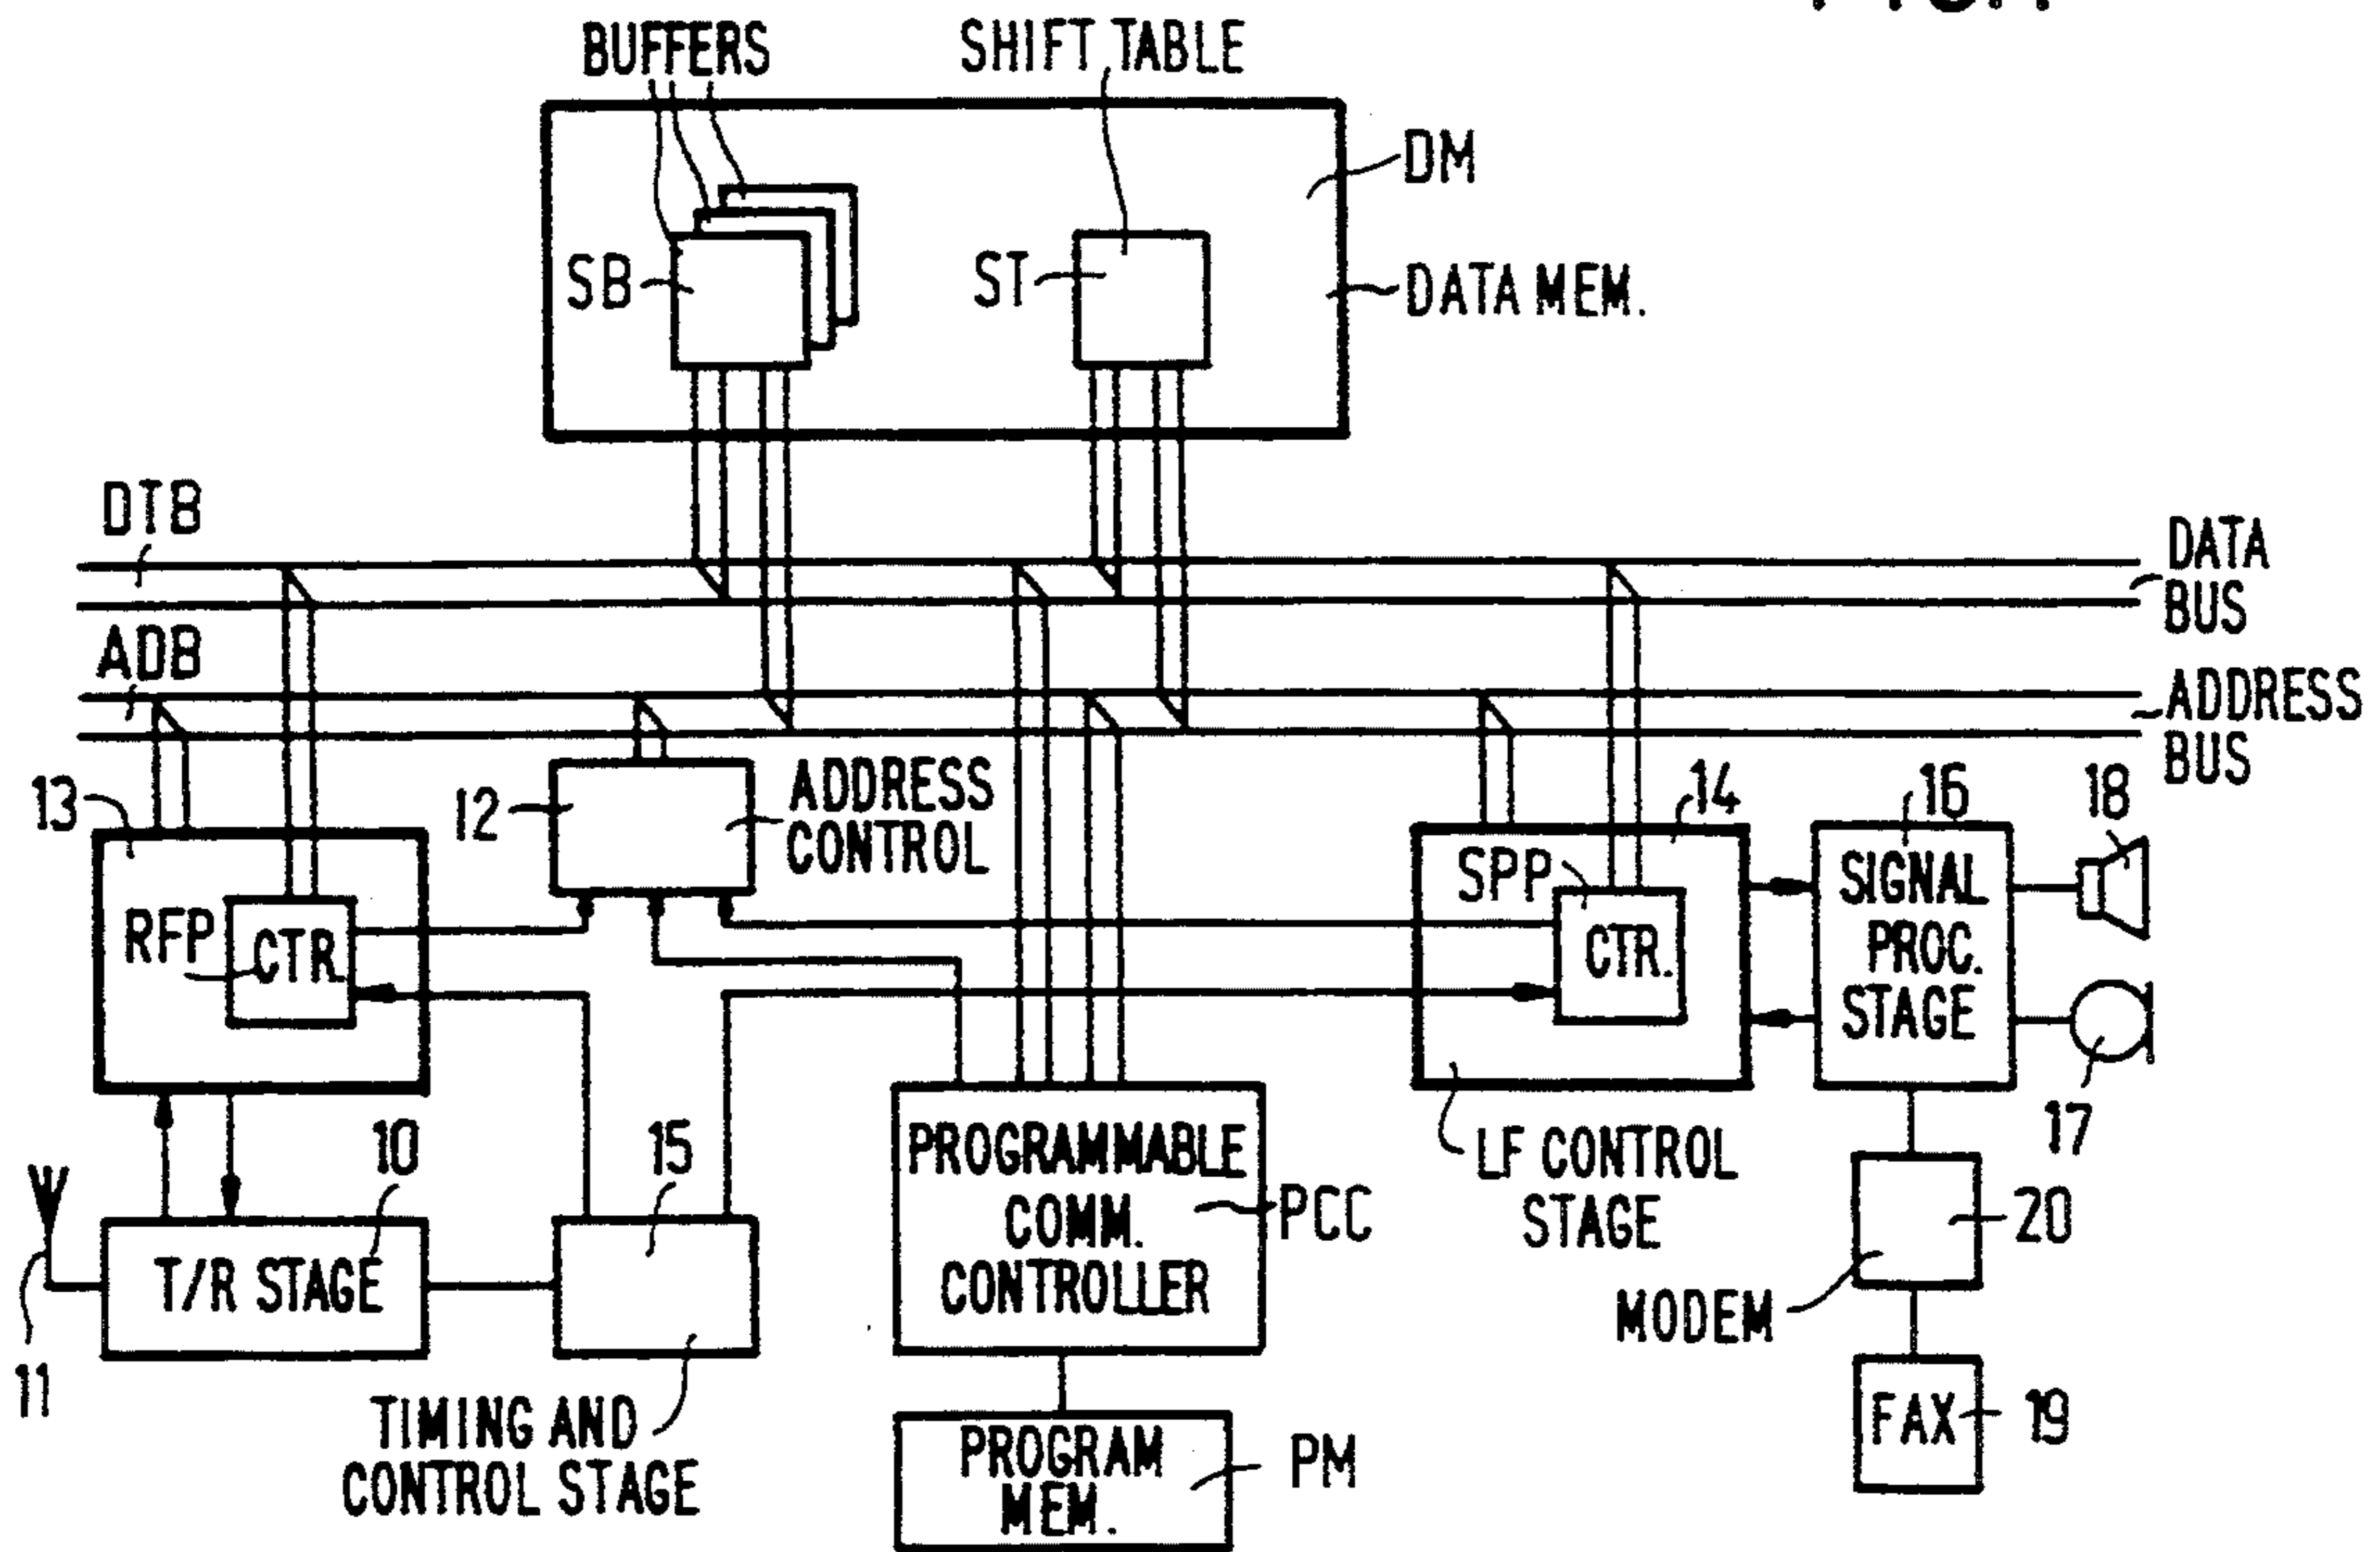 BUFFERS
SHIFT TABLE
DM
SB
ST
DATA MEM.
DTB
DATA
BUS
ADB
ADDRESS
BUS
13
12
ADDRESS
CONTROL
14
16
18
RFP
CTR.
SPP
CTR.
SIGNAL
PROC.
STAGE
17
10
15
PROGRAMMABLE
COMM.
CONTROLLER
PCC
LF CONTROL
STAGE
20
T/R STAGE
MODEM
11
TIMING AND
CONTROL STAGE
PROGRAM
MEM.
PM
FAX
19